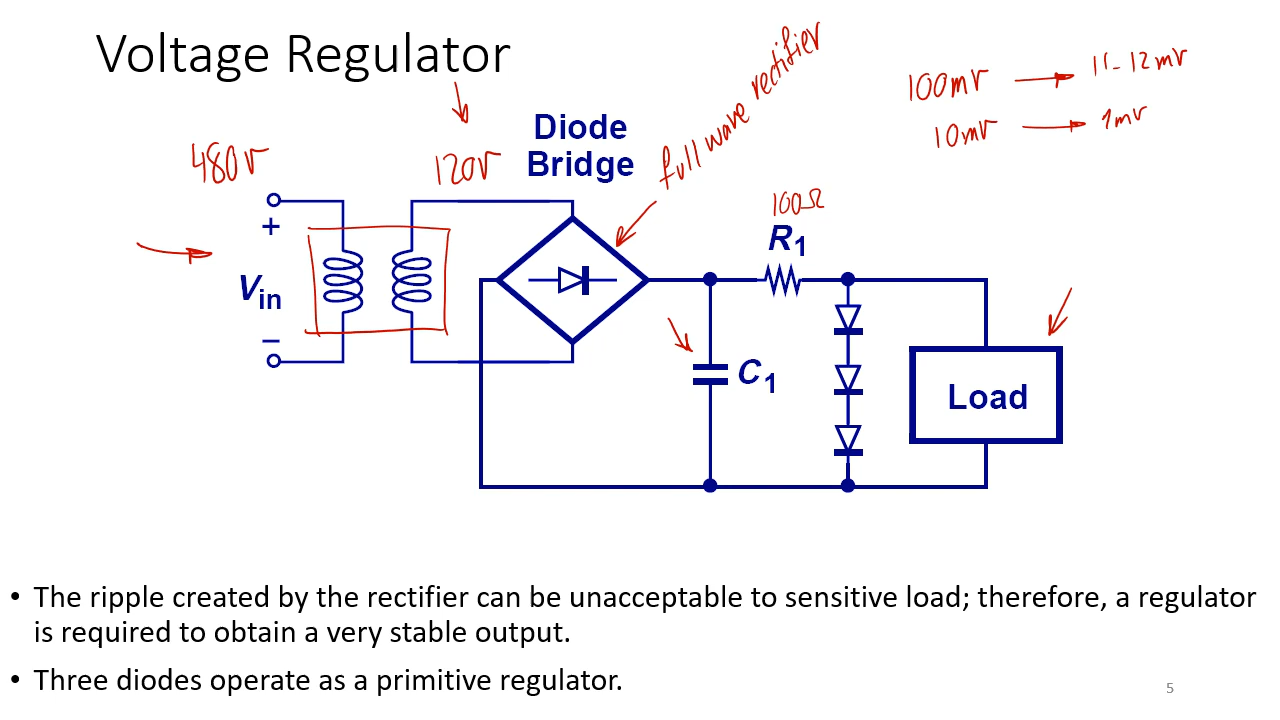 Voltage Regulator
100mv → 11-12mv
10mv → 1mv
480v
120v
Diode
Bridge
full wave rectifier
100Ω
R1
+
Vin
−
C1
Load
• The ripple created by the rectifier can be unacceptable to sensitive load; therefore, a regulator
is required to obtain a very stable output.
• Three diodes operate as a primitive regulator.
5